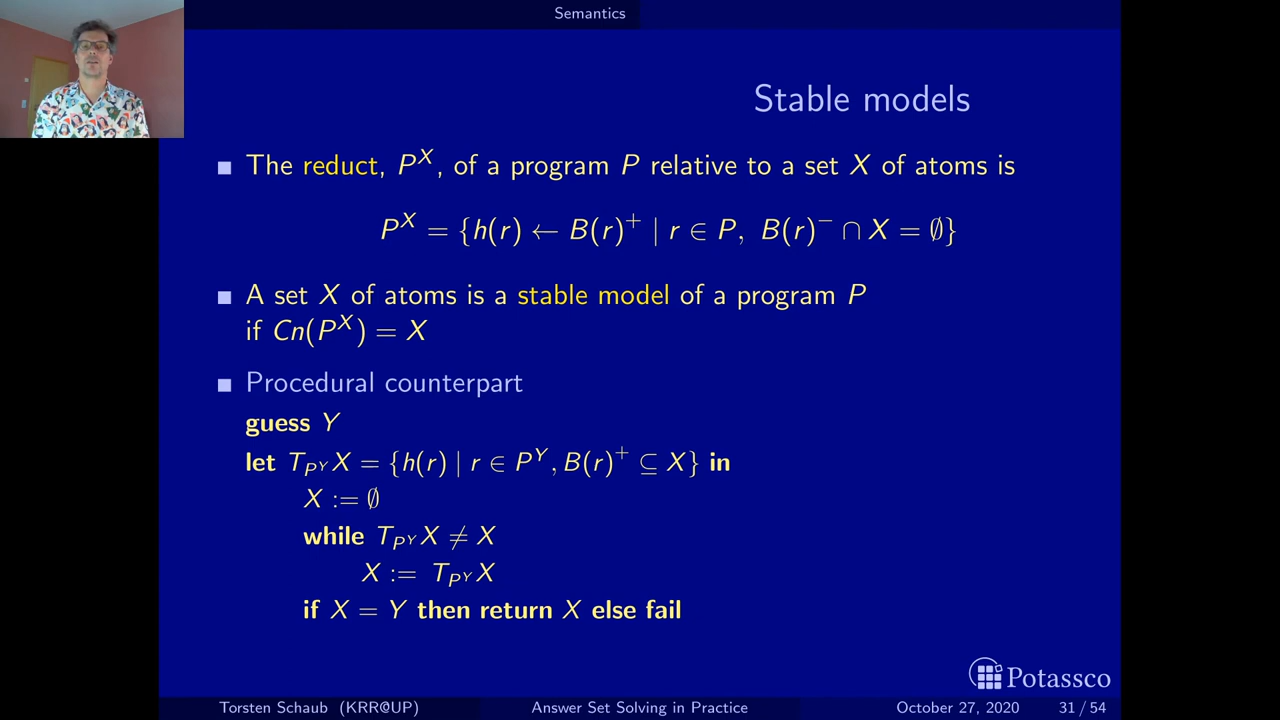 Semantics
Stable models
The reduct, P^X, of a program P relative to a set X of atoms is
P^X = {h(r) ← B(r)^+ | r ∈ P, B(r)^− ∩ X = ∅}
A set X of atoms is a stable model of a program P
if Cn(P^X) = X
Procedural counterpart
guess Y
let T_{P^Y} X = {h(r) | r ∈ P^Y, B(r)^+ ⊆ X} in
X := ∅
while T_{P^Y} X ≠ X
X := T_{P^Y} X
if X = Y then return X else fail
Potassco
Torsten Schaub (KRR@UP) Answer Set Solving in Practice October 27, 2020 31 / 54